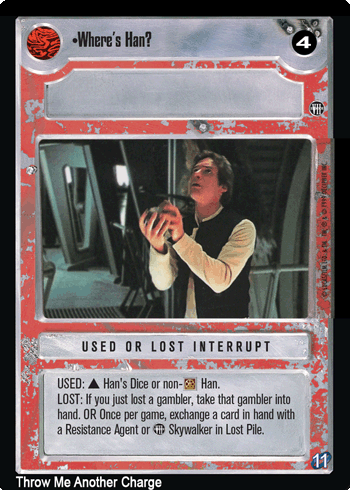 •Where's Han?
4
USED OR LOST INTERRUPT
USED: ▲ Han's Dice or non- Han.
LOST: If you just lost a gambler, take that gambler into
hand. OR Once per game, exchange a card in hand with
a Resistance Agent or Skywalker in Lost Pile.
11
Throw Me Another Charge